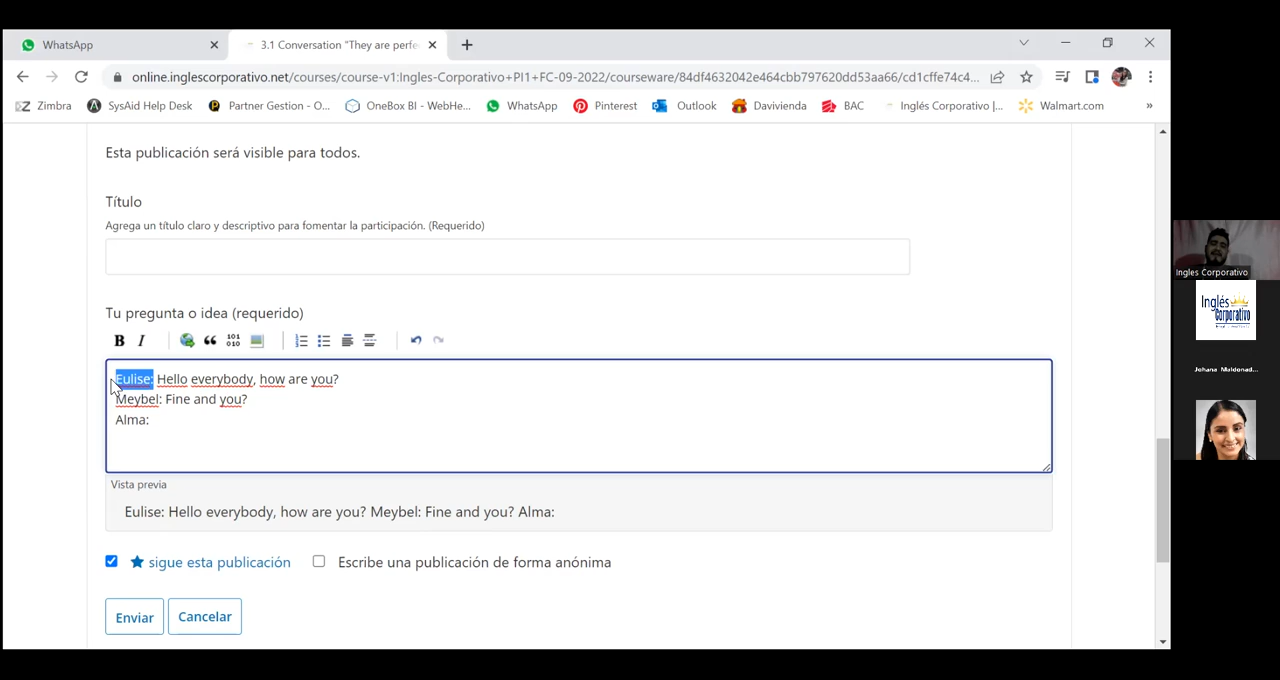 WhatsApp
3.1 Conversation "They are perfe
online.inglescorporativo.net/courses/course-v1:Ingles-Corporativo+PI1+FC-09-2022/courseware/84df4632042e464cbb797620dd53aa66/cd1cffe74c4...
Zimbra
SysAid Help Desk
Partner Gestion - O...
OneBox BI - WebHe...
WhatsApp
Pinterest
Outlook
Davivienda
BAC
Inglés Corporativo |...
Walmart.com
»
Esta publicación será visible para todos.
Título
Agrega un título claro y descriptivo para fomentar la participación. (Requerido)
Tu pregunta o idea (requerido)
B I
101
010
Eulise: Hello everybody, how are you?
Meybel: Fine and you?
Alma:
Vista previa
Eulise: Hello everybody, how are you? Meybel: Fine and you? Alma:
sigue esta publicación
Escribe una publicación de forma anónima
Enviar
Cancelar
Ingles Corporativo
Inglés
Corporativo
Johana Maldonad...